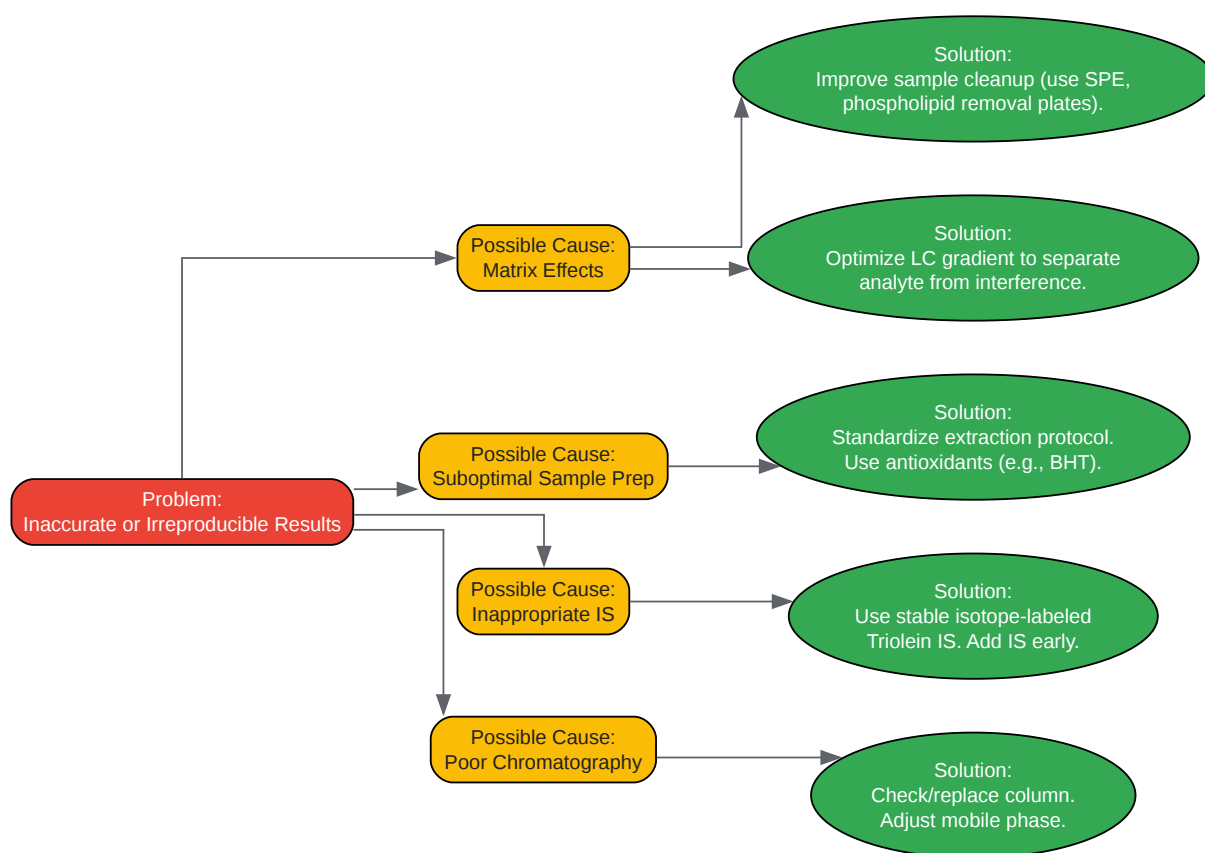 Problem:
Inaccurate or Irreproducible Results
Possible Cause:
Matrix Effects
Possible Cause:
Suboptimal Sample Prep
Possible Cause:
Inappropriate IS
Possible Cause:
Poor Chromatography
Solution:
Improve sample cleanup (use SPE,
phospholipid removal plates).
Solution:
Optimize LC gradient to separate
analyte from interference.
Solution:
Standardize extraction protocol.
Use antioxidants (e.g., BHT).
Solution:
Use stable isotope-labeled
Triolein IS. Add IS early.
Solution:
Check/replace column.
Adjust mobile phase.